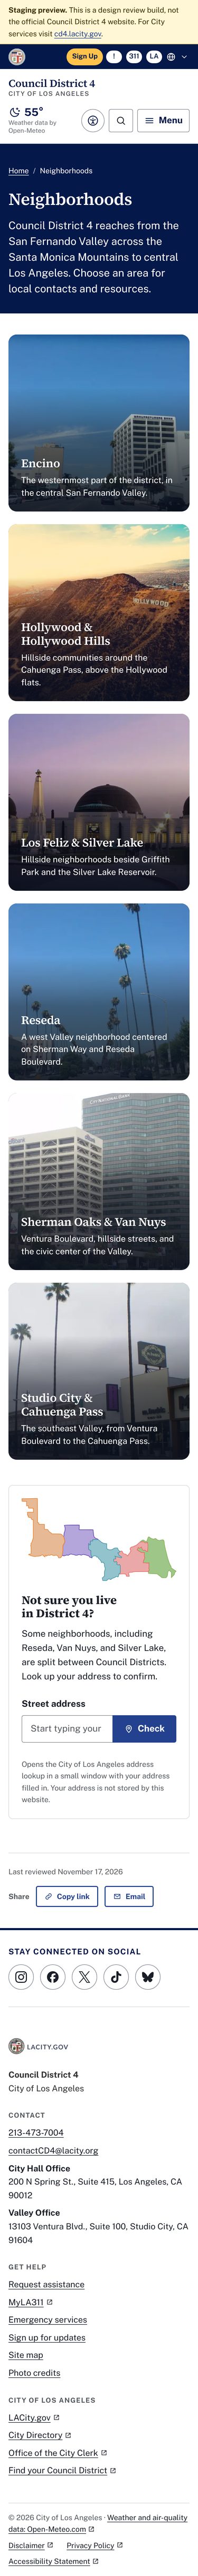 Staging preview. This is a design review build, not
the official Council District 4 website. For City
services visit cd4.lacity.gov.
Sign Up
!
311
LA
Council District 4
CITY OF LOS ANGELES
55°
Weather data by
Open-Meteo
Menu
Home / Neighborhoods
Neighborhoods
Council District 4 reaches from the
San Fernando Valley across the
Santa Monica Mountains to central
Los Angeles. Choose an area for
local contacts and resources.
Encino
The westernmost part of the district, in
the central San Fernando Valley.
HOLLYWOOD
Hollywood &
Hollywood Hills
Hillside communities around the
Cahuenga Pass, above the Hollywood
flats.
Los Feliz & Silver Lake
Hillside neighborhoods beside Griffith
Park and the Silver Lake Reservoir.
Reseda
A west Valley neighborhood centered
on Sherman Way and Reseda
Boulevard.
Sherman Oaks & Van Nuys
Ventura Boulevard, hillside streets, and
the civic center of the Valley.
Studio City &
Cahuenga Pass
The southeast valley, from Ventura
Boulevard to the Cahuenga Pass.
Not sure you live
in District 4?
Some neighborhoods, including
Reseda, Van Nuys, and Silver Lake,
are split between Council Districts.
Look up your address to confirm.
Street address
Start typing your
Check
Opens the City of Los Angeles address
lookup in a small window with your address
filled in. Your address is not stored by this
website.
Last reviewed November 17, 2026
Share
Copy link
Email
STAY CONNECTED ON SOCIAL
LACITY.GOV
Council District 4
City of Los Angeles
CONTACT
213-473-7004
contactCD4@lacity.org
City Hall Office
200 N Spring St., Suite 415, Los Angeles, CA
90012
Valley Office
13103 Ventura Blvd., Suite 100, Studio City, CA
91604
GET HELP
Request assistance
MyLA311
Emergency services
Sign up for updates
Site map
Photo credits
CITY OF LOS ANGELES
LACity.gov
City Directory
Office of the City Clerk
Find your Council District
© 2026 City of Los Angeles · Weather and air-quality
data: Open-Meteo.com
Disclaimer
Privacy Policy
Accessibility Statement